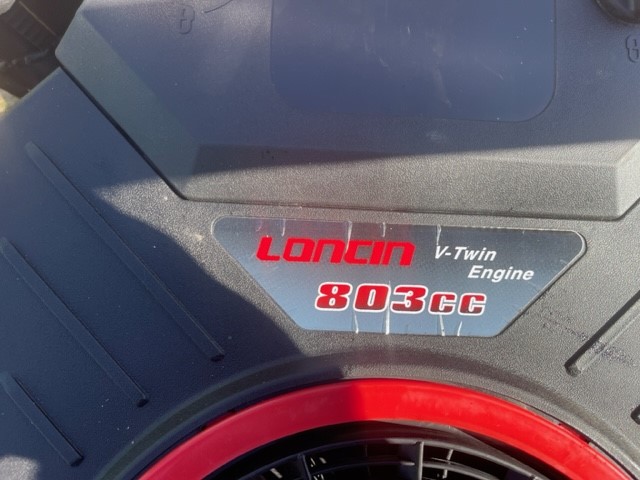 LONCIN V-Twin
Engine
803cc